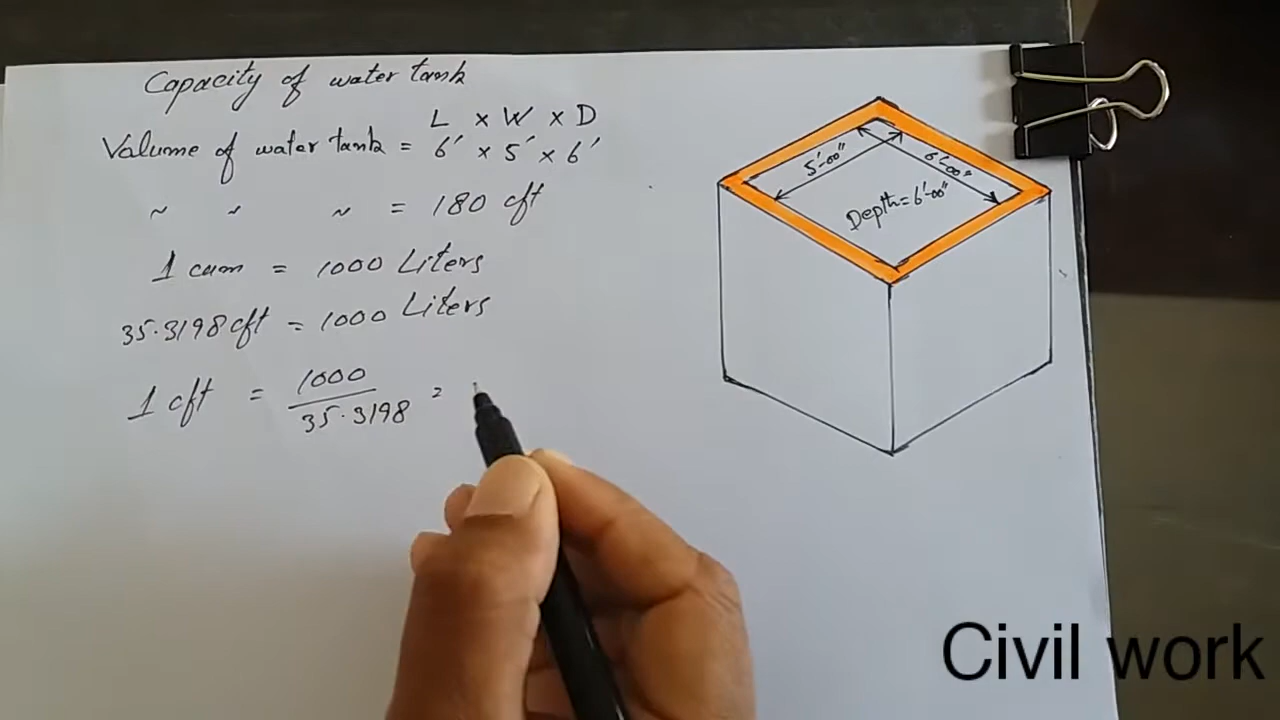 Capacity of water tank
L × W × D
Valume of water tank = 6' × 5' × 6'
~ ~ ~ = 180 cft
1 cum = 1000 Liters
35.3198 cft = 1000 Liters
1 cft = 1000/35.3198 =
5'-00"
6'-00"
Depth=6'-00"
Civil work